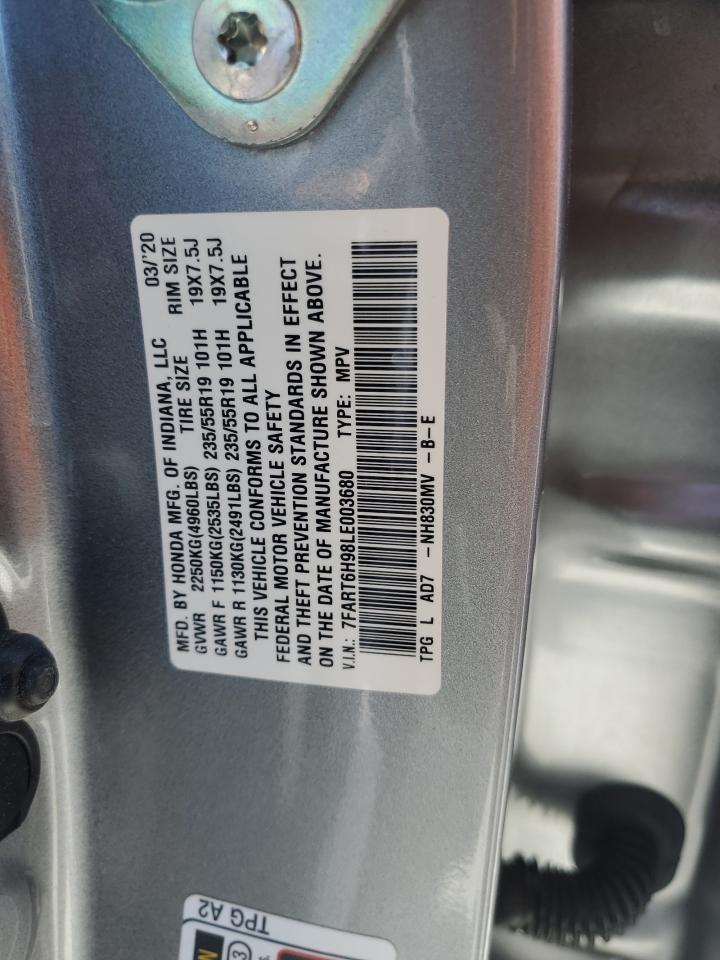 MFD. BY HONDA MFG. OF INDIANA, LLC 03/'20
GVWR 2250KG(4960LBS) TIRE SIZE RIM SIZE
GAWR F 1150KG(2535LBS) 235/55R19 101H 19X7.5J
GAWR R 1130KG(2491LBS) 235/55R19 101H 19X7.5J
THIS VEHICLE CONFORMS TO ALL APPLICABLE
FEDERAL MOTOR VEHICLE SAFETY
AND THEFT PREVENTION STANDARDS IN EFFECT
ON THE DATE OF MANUFACTURE SHOWN ABOVE.
V.I.N.: 7FART6H98LE003680 TYPE: MPV
TPG L AD7 -NH830MV -B-E
TPG A2